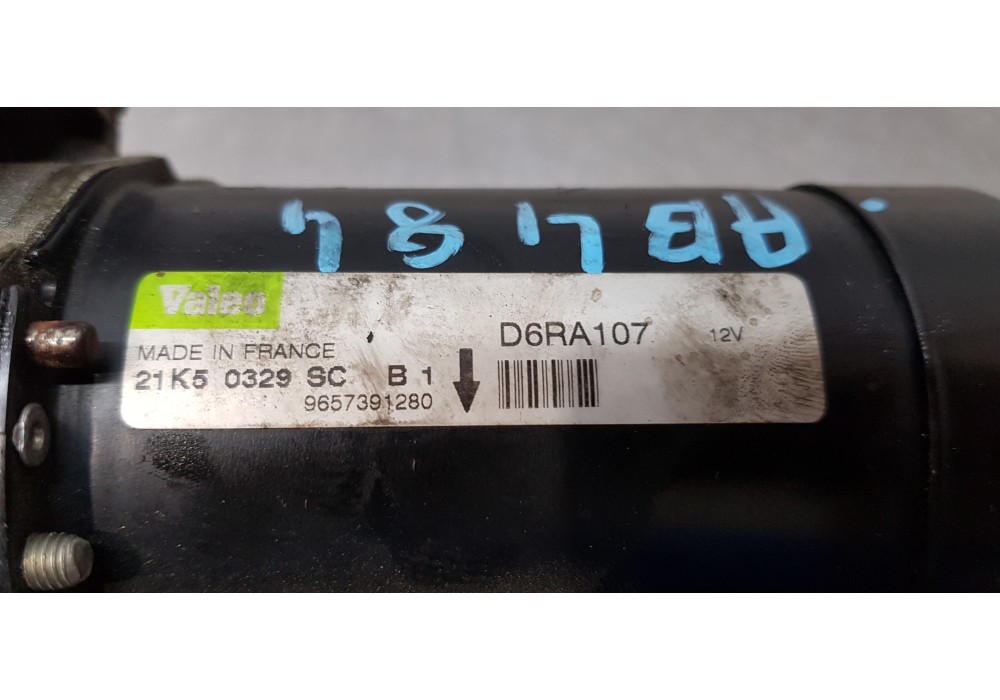 Valeo
MADE IN FRANCE
D6RA107 12V
21K5 0329 SC B 1
9657391280